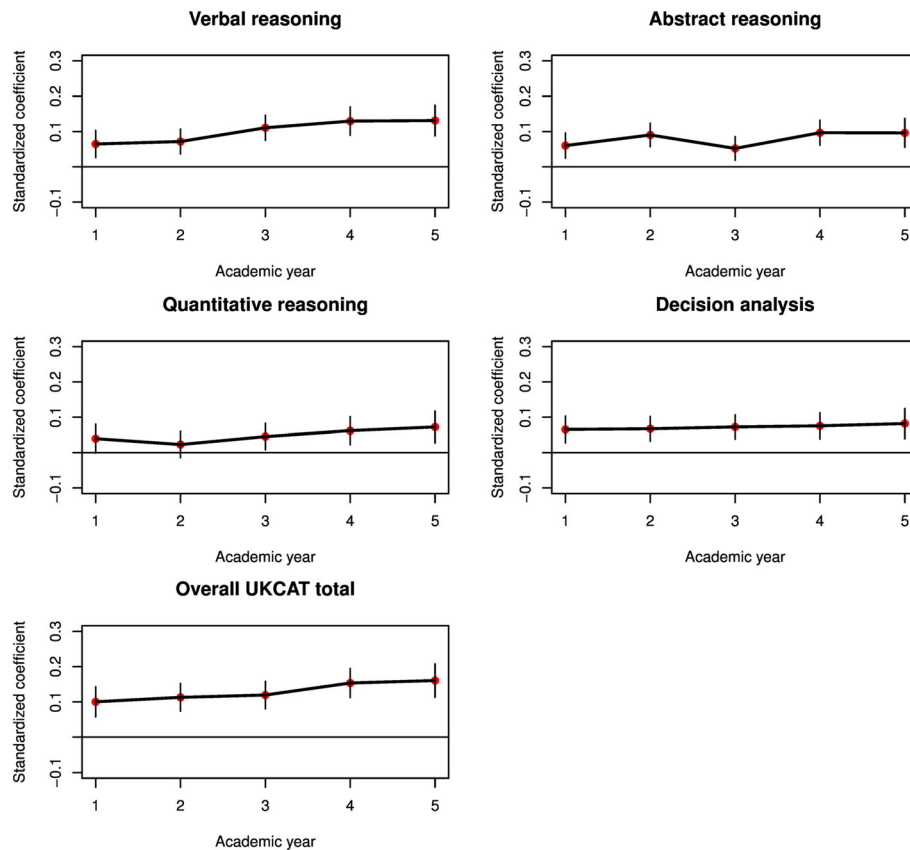 Verbal reasoning
Standardized coefficient
0.3
0.2
0.1
−0.1
1 2 3 4 5
Academic year
Abstract reasoning
Standardized coefficient
0.3
0.2
0.1
−0.1
1 2 3 4 5
Academic year
Quantitative reasoning
Standardized coefficient
0.3
0.2
0.1
−0.1
1 2 3 4 5
Academic year
Decision analysis
Standardized coefficient
0.3
0.2
0.1
−0.1
1 2 3 4 5
Academic year
Overall UKCAT total
Standardized coefficient
0.3
0.2
0.1
−0.1
1 2 3 4 5
Academic year